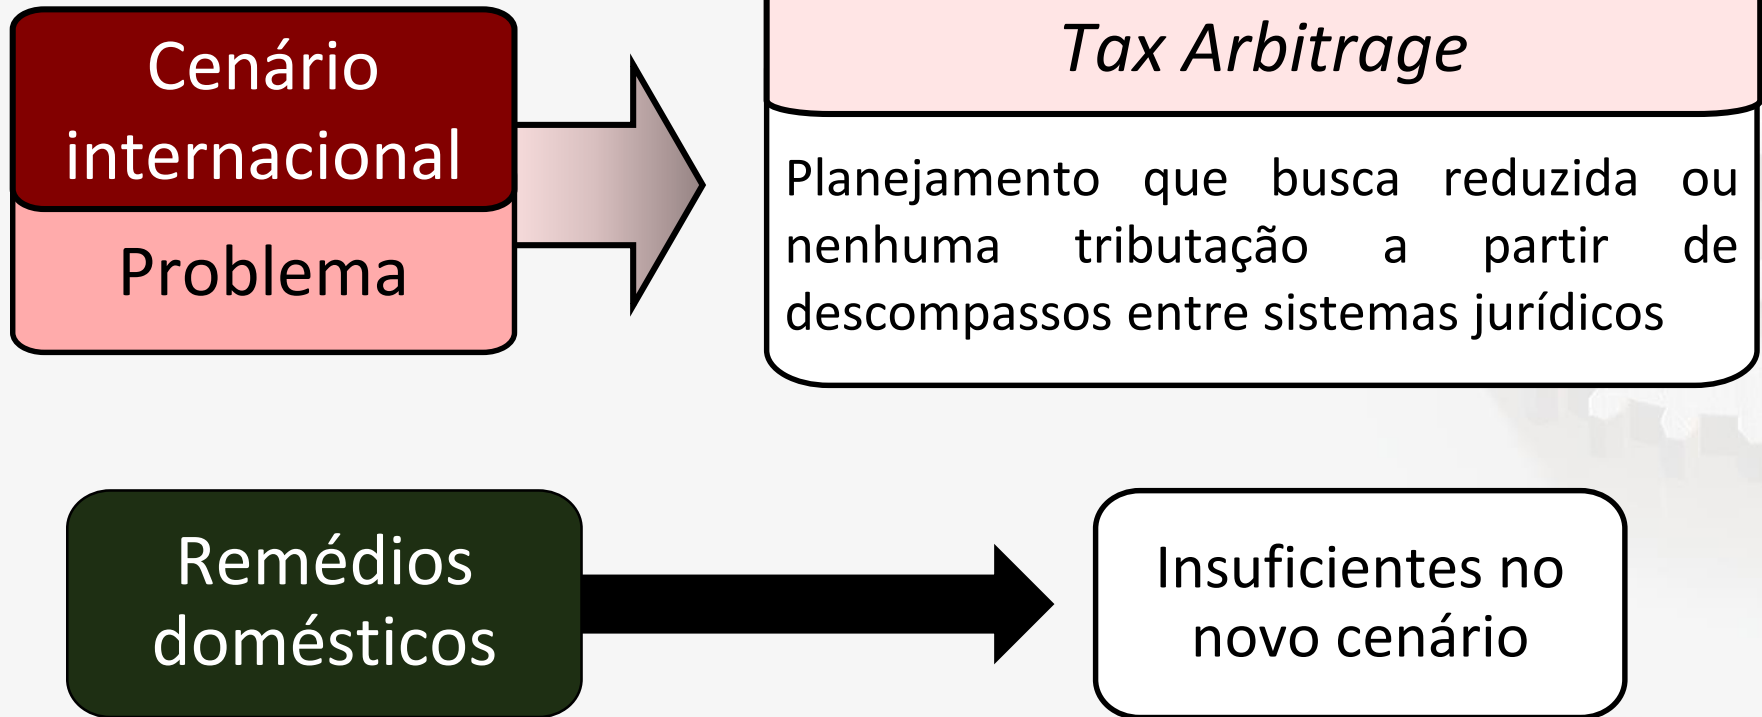 Cenário
internacional
Problema
Tax Arbitrage
Planejamento que busca reduzida ou
nenhuma tributação a partir de
descompassos entre sistemas jurídicos
Remédios
domésticos
Insuficientes no
novo cenário